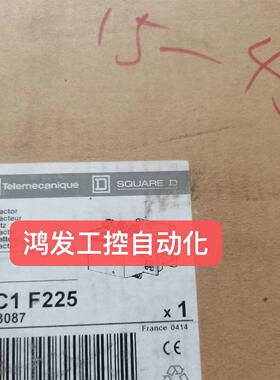 15-4
Telemecanique
SQUARE D
actor
acteur
tz
鸿发工控自动化
C1 F225
3087
x 1
France 0414
CE